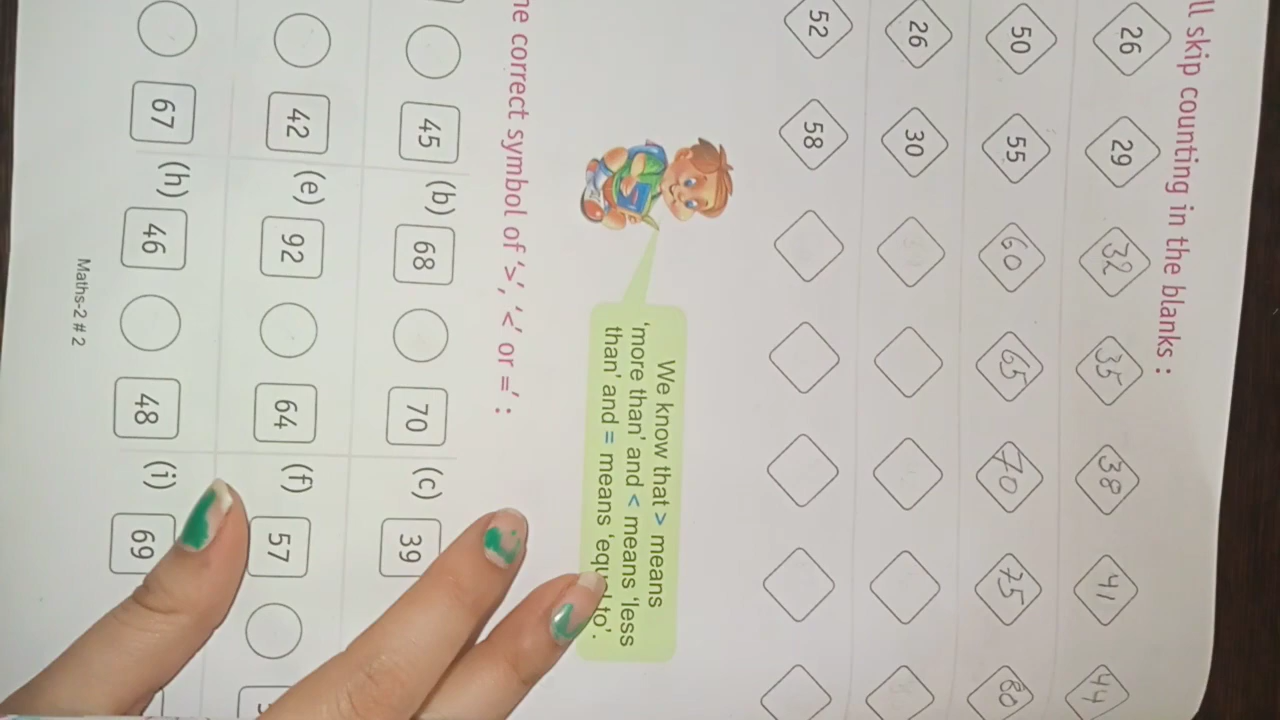 ll skip counting in the blanks :
26 29 32 35 38 41 44
50 55 60 65 70 75 80
26 30
52 58
We know that > means
'more than' and < means 'less
than' and = means 'equ to'.
he correct symbol of '>', '<' or =' :
45 (b) 68 70 (c) 39
42 (e) 92 64 (f) 57
67 (h) 46 48 (i) 69
Maths-2 # 2